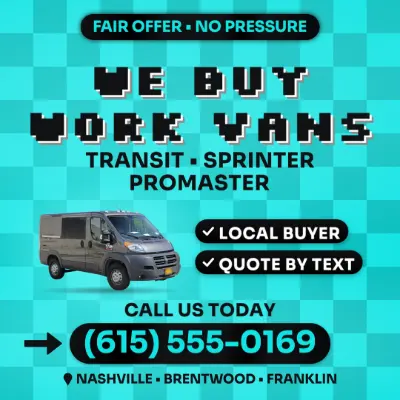 FAIR OFFER • NO PRESSURE
WE BUY
WORK VANS
TRANSIT • SPRINTER
PROMASTER
✓ LOCAL BUYER
✓ QUOTE BY TEXT
CALL US TODAY
(615) 555-0169
NASHVILLE • BRENTWOOD • FRANKLIN